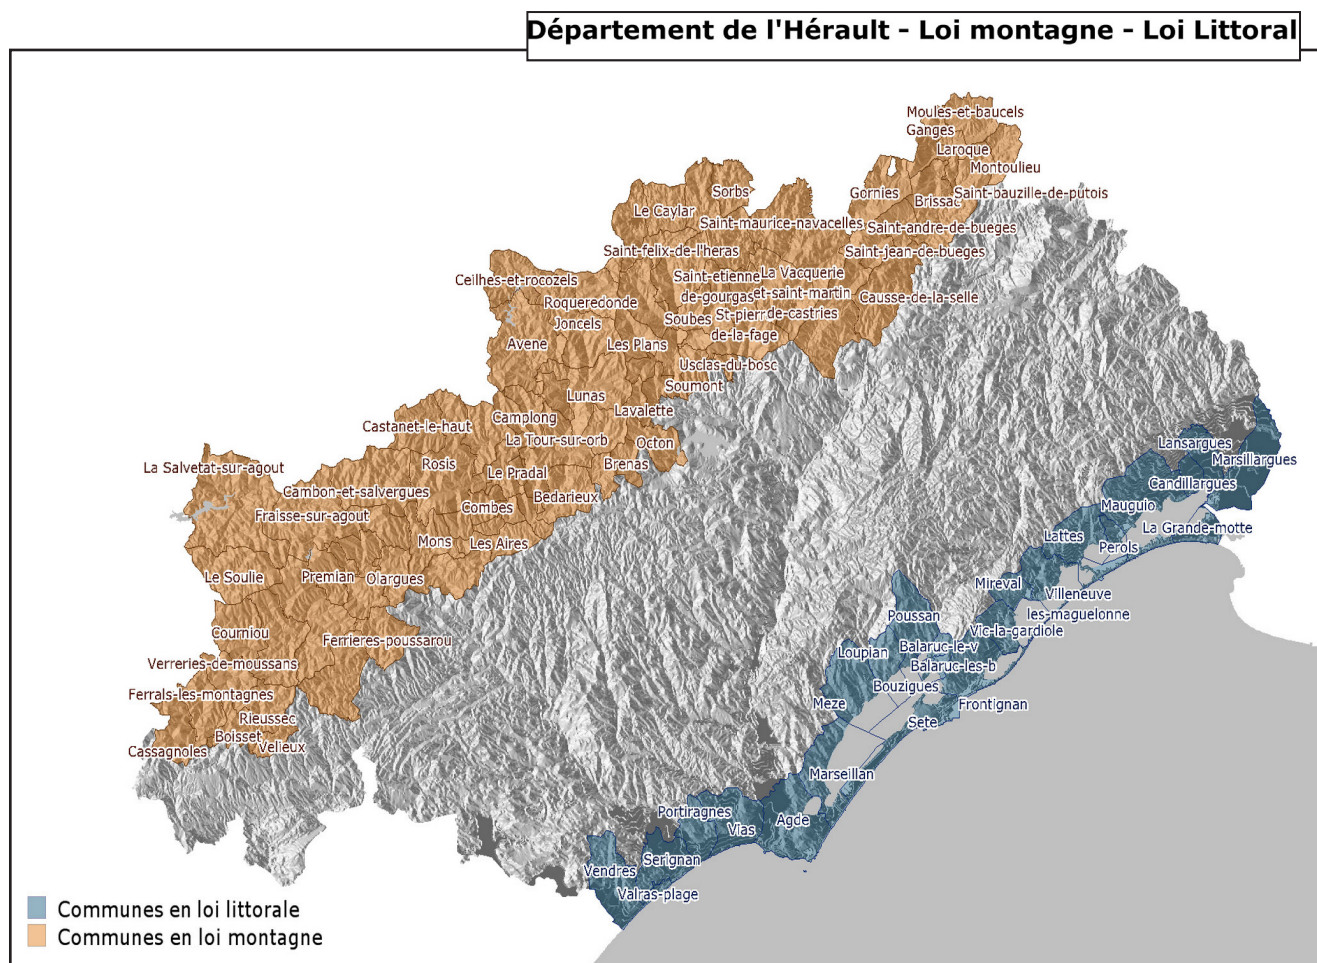 Département de l'Hérault - Loi montagne - Loi Littoral
Moules-et-baucels
Ganges
Laroque
Montoulieu
Sorbs
Gornies
Brissac
Saint-bauzille-de-putois
Le Caylar
Saint-maurice-navacelles
Saint-andre-de-bueges
Saint-felix-de-l'heras
Saint-jean-de-bueges
Ceilhes-et-rocozels
Saint-etienne
de-gourgas
La Vacquerie
et-saint-martin
de-castries
Causse-de-la-selle
Roqueredonde
Joncels
Soubes
St-pierr
de-la-fage
Avene
Les Plans
Usclas-du-bosc
Soumont
Lunas
Lavalette
Castanet-le-haut
Camplong
La Tour-sur-orb
Octon
La Salvetat-sur-agout
Rosis
Le Pradal
Brenas
Cambon-et-salvergues
Bedarieux
Fraisse-sur-agout
Combes
Mons
Les Aires
Le Soulie
Premian
Olargues
Courniou
Ferrieres-poussarou
Verreries-de-moussans
Ferrals-les-montagnes
Rieussec
Boisset
Velieux
Cassagnoles
Lansargues
Marsillargues
Candillargues
Mauguio
La Grande-motte
Lattes
Perols
Mireval
Villeneuve
les-maguelonne
Poussan
Vic-la-gardiole
Loupian
Balaruc-le-v
Balaruc-les-b
Bouzigues
Meze
Frontignan
Sete
Marseillan
Portiragnes
Vias
Agde
Serignan
Vendres
Valras-plage
Communes en loi littorale
Communes en loi montagne